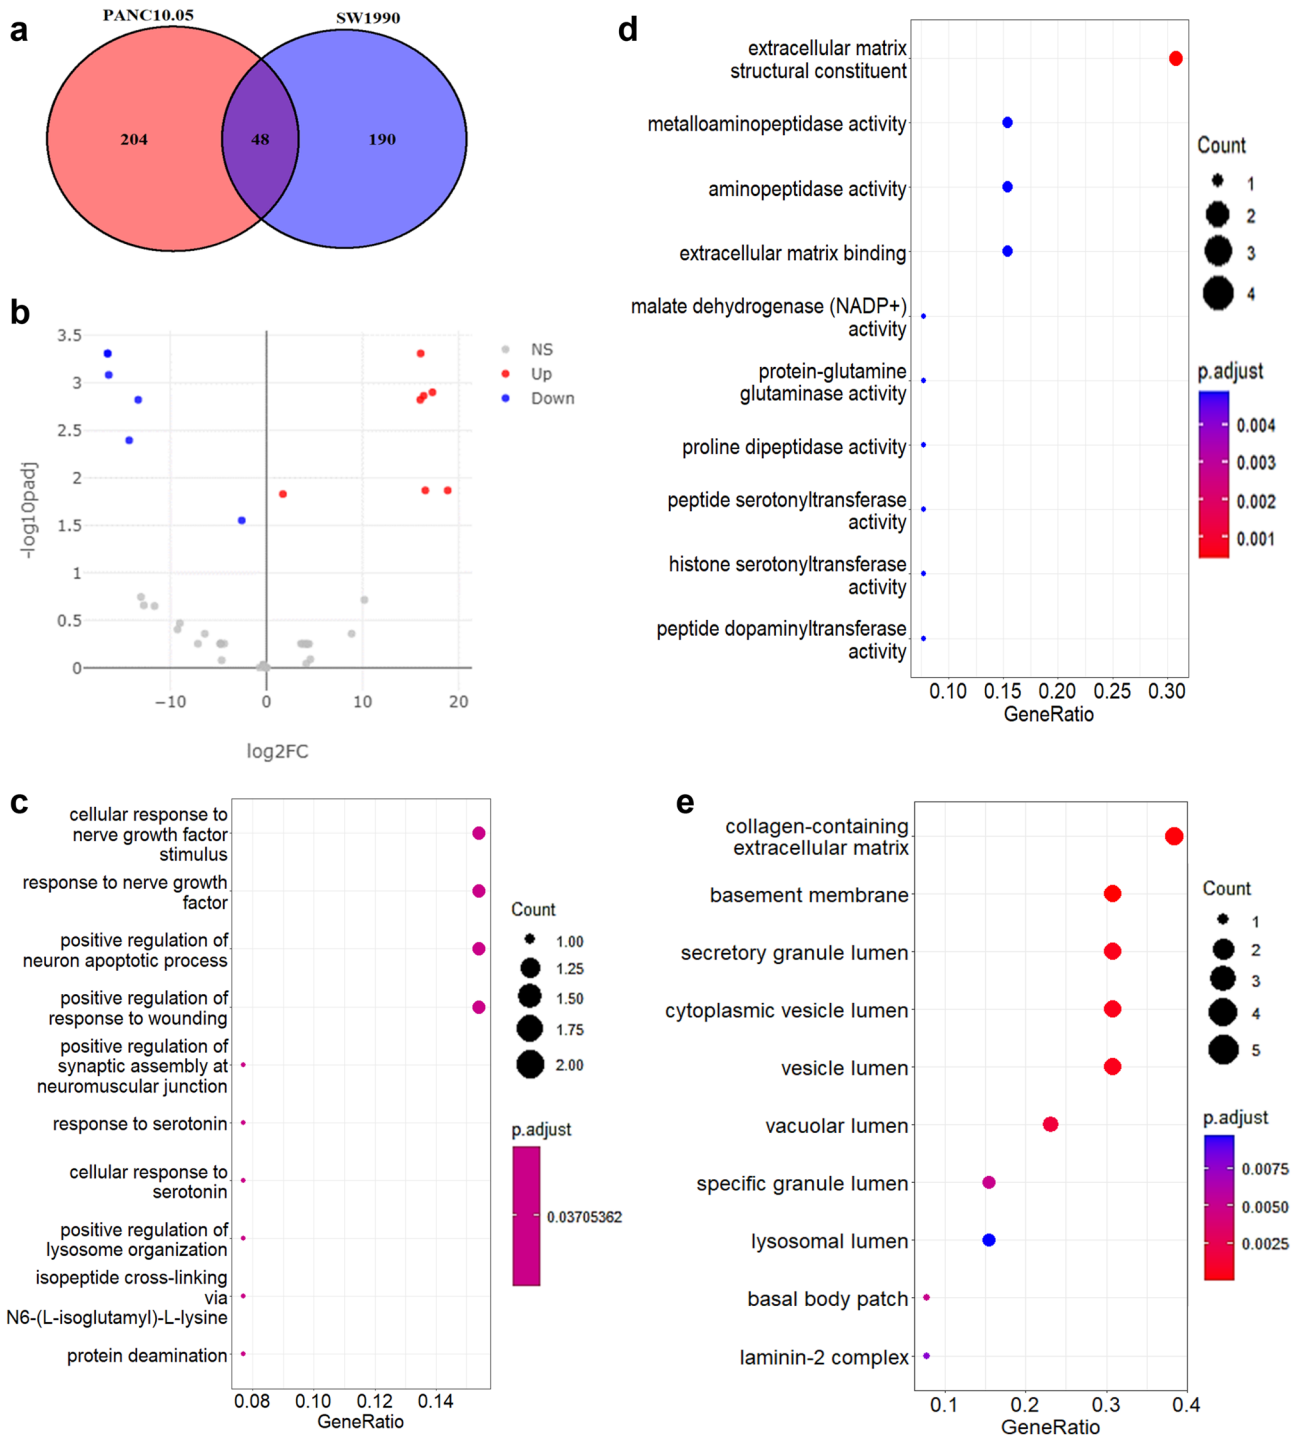 a
PANC10.05
SW1990
204
48
190
b
3.5
3
2.5
2
1.5
1
0.5
0
-log10padj
−10
0
10
20
log2FC
NS
Up
Down
c
cellular response to
nerve growth factor
stimulus
response to nerve growth
factor
positive regulation of
neuron apoptotic process
positive regulation of
response to wounding
positive regulation of
synaptic assembly at
neuromuscular junction
response to serotonin
cellular response to
serotonin
positive regulation of
lysosome organization
isopeptide cross-linking
via
N6-(L-isoglutamyl)-L-lysine
protein deamination
0.08
0.10
0.12
0.14
GeneRatio
Count
1.00
1.25
1.50
1.75
2.00
p.adjust
0.03705362
d
extracellular matrix
structural constituent
metalloaminopeptidase activity
aminopeptidase activity
extracellular matrix binding
malate dehydrogenase (NADP+)
activity
protein-glutamine
glutaminase activity
proline dipeptidase activity
peptide serotonyltransferase
activity
histone serotonyltransferase
activity
peptide dopaminyltransferase
activity
0.10
0.15
0.20
0.25
0.30
GeneRatio
Count
1
2
3
4
p.adjust
0.004
0.003
0.002
0.001
e
collagen-containing
extracellular matrix
basement membrane
secretory granule lumen
cytoplasmic vesicle lumen
vesicle lumen
vacuolar lumen
specific granule lumen
lysosomal lumen
basal body patch
laminin-2 complex
0.1
0.2
0.3
0.4
GeneRatio
Count
1
2
3
4
5
p.adjust
0.0075
0.0050
0.0025